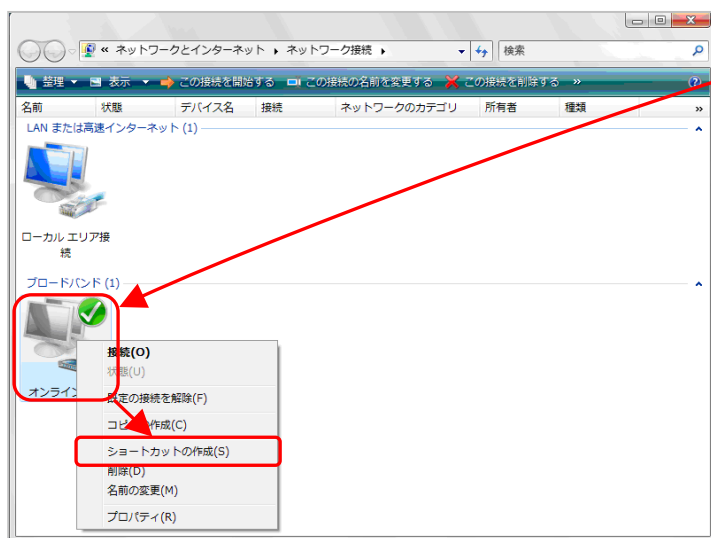 « ネットワークとインターネット ▸ ネットワーク接続 ▸ 検索
整理 表示 この接続を開始する この接続の名前を変更する この接続を削除する »
名前 状態 デバイス名 接続 ネットワークのカテゴリ 所有者 種類 »
LAN または高速インターネット (1)
ローカル エリア接
続
ブロードバンド (1)
オンライン
接続(O)
状態(U)
既定の接続を解除(F)
コピーの作成(C)
ショートカットの作成(S)
削除(D)
名前の変更(M)
プロパティ(R)